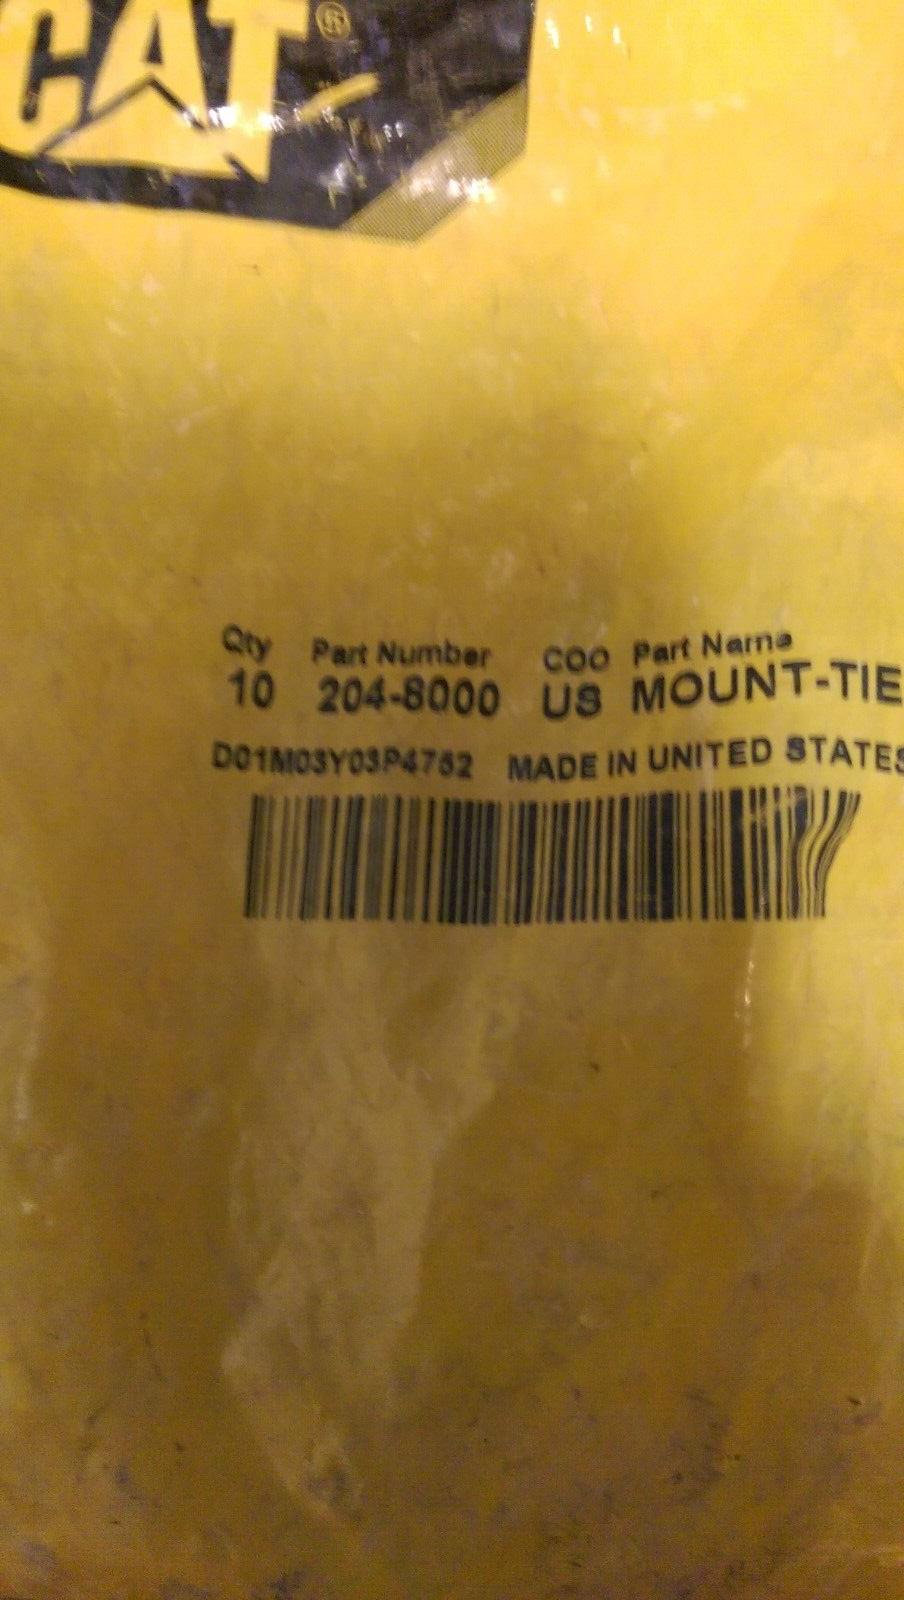 CAT®
Qty Part Number COO Part Name
10 204-8000 US MOUNT-TIE
D01M03Y03P4752 MADE IN UNITED STATES